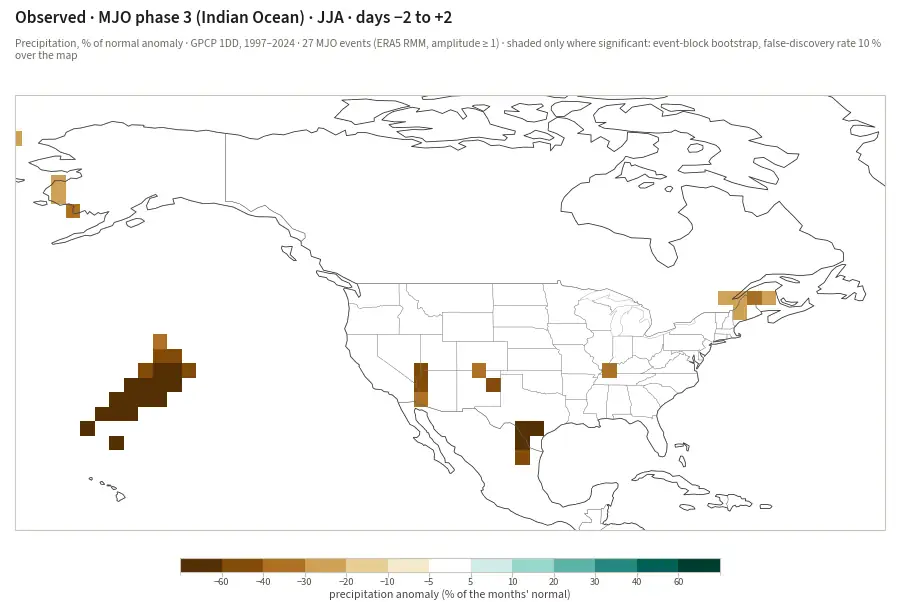 Observed · MJO phase 3 (Indian Ocean) · JJA · days −2 to +2
Precipitation, % of normal anomaly · GPCP 1DD, 1997–2024 · 27 MJO events (ERA5 RMM, amplitude ≥ 1) · shaded only where significant: event-block bootstrap, false-discovery rate 10 %
over the map
−60 −40 −30 −20 −10 −5 5 10 20 30 40 60
precipitation anomaly (% of the months' normal)